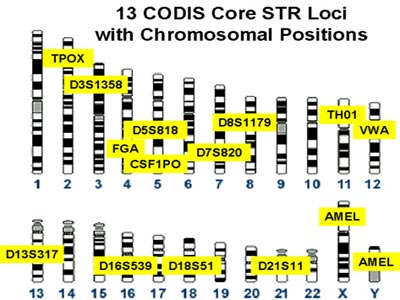 13 CODIS Core STR Loci
with Chromosomal Positions
TPOX
D3S1358
D8S1179
TH01
D5S818
VWA
FGA
D7S820
CSF1PO
1 2 3 4 5 6 7 8 9 10 11 12
AMEL
D13S317
D16S539
D18S51
D21S11
AMEL
13 14 15 16 17 18 19 20 21 22 X Y